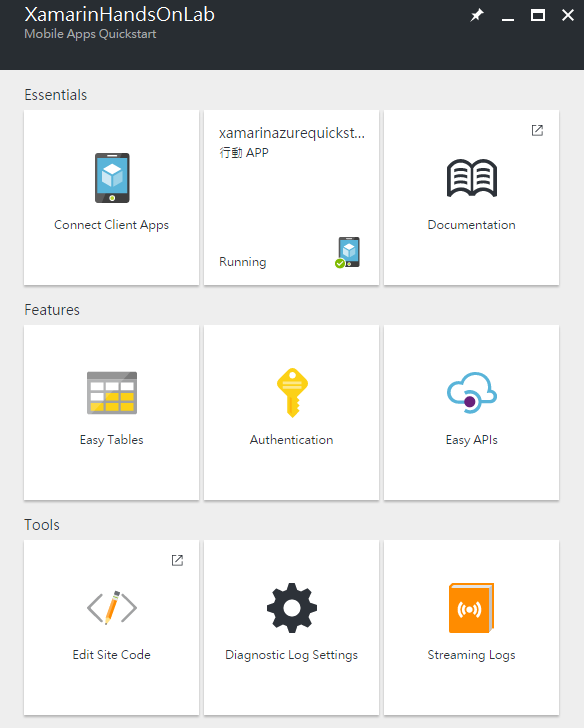 XamarinHandsOnLab
Mobile Apps Quickstart
Essentials
Connect Client Apps
xamarinazurequickst...
行動 APP
Running
Documentation
Features
Easy Tables
Authentication
Easy APIs
Tools
Edit Site Code
Diagnostic Log Settings
Streaming Logs